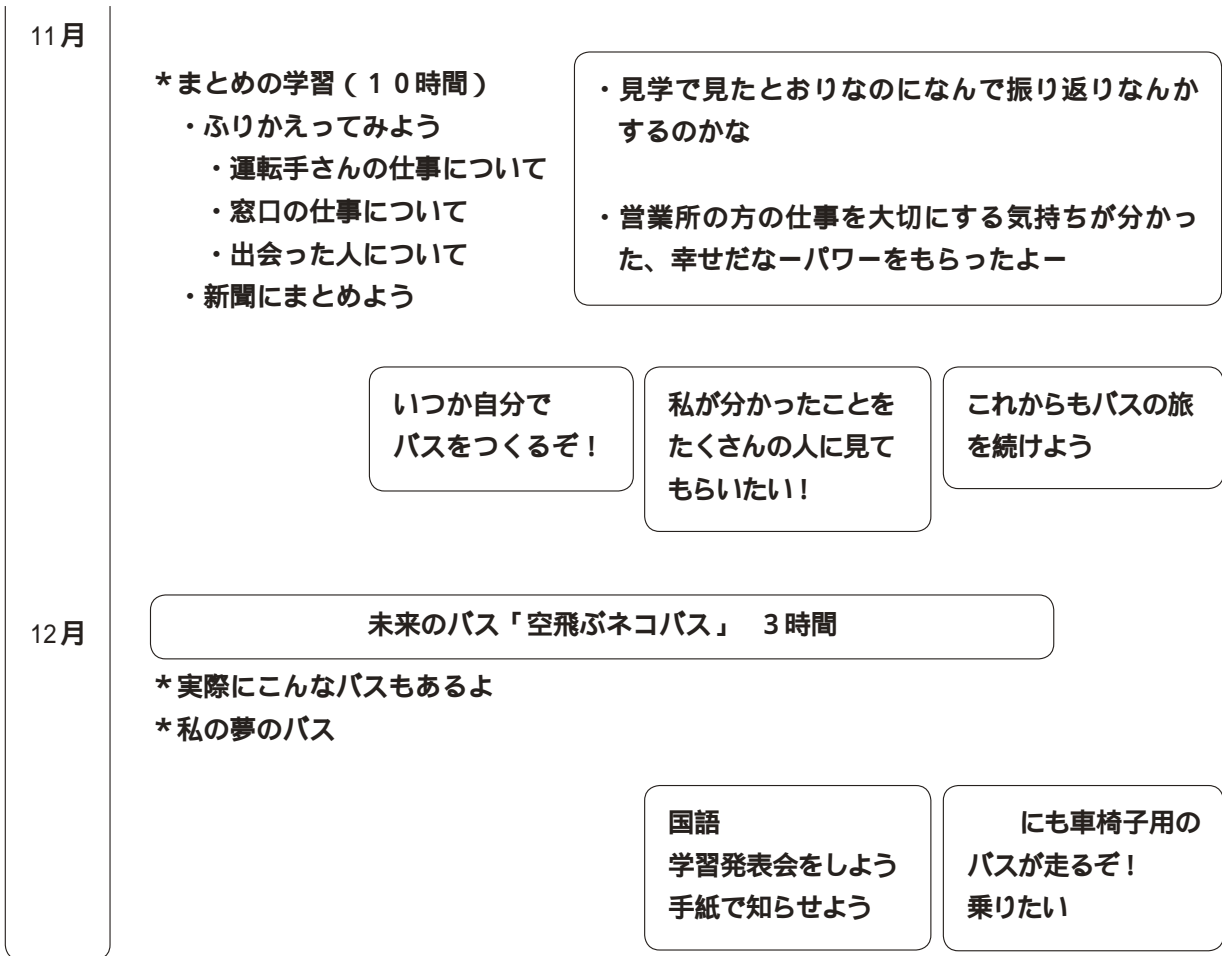 11月
*まとめの学習(10時間)
・ふりかえってみよう
・運転手さんの仕事について
・窓口の仕事について
・出会った人について
・新聞にまとめよう
・見学で見たとおりなのになんで振り返りなんか
するのかな
・営業所の方の仕事を大切にする気持ちが分かっ
た、幸せだなーパワーをもらったよー
いつか自分で
バスをつくるぞ!
私が分かったことを
たくさんの人に見て
もらいたい!
これからもバスの旅
を続けよう
12月
未来のバス「空飛ぶネコバス」 3時間
*実際にこんなバスもあるよ
*私の夢のバス
国語
学習発表会をしよう
手紙で知らせよう
にも車椅子用の
バスが走るぞ!
乗りたい